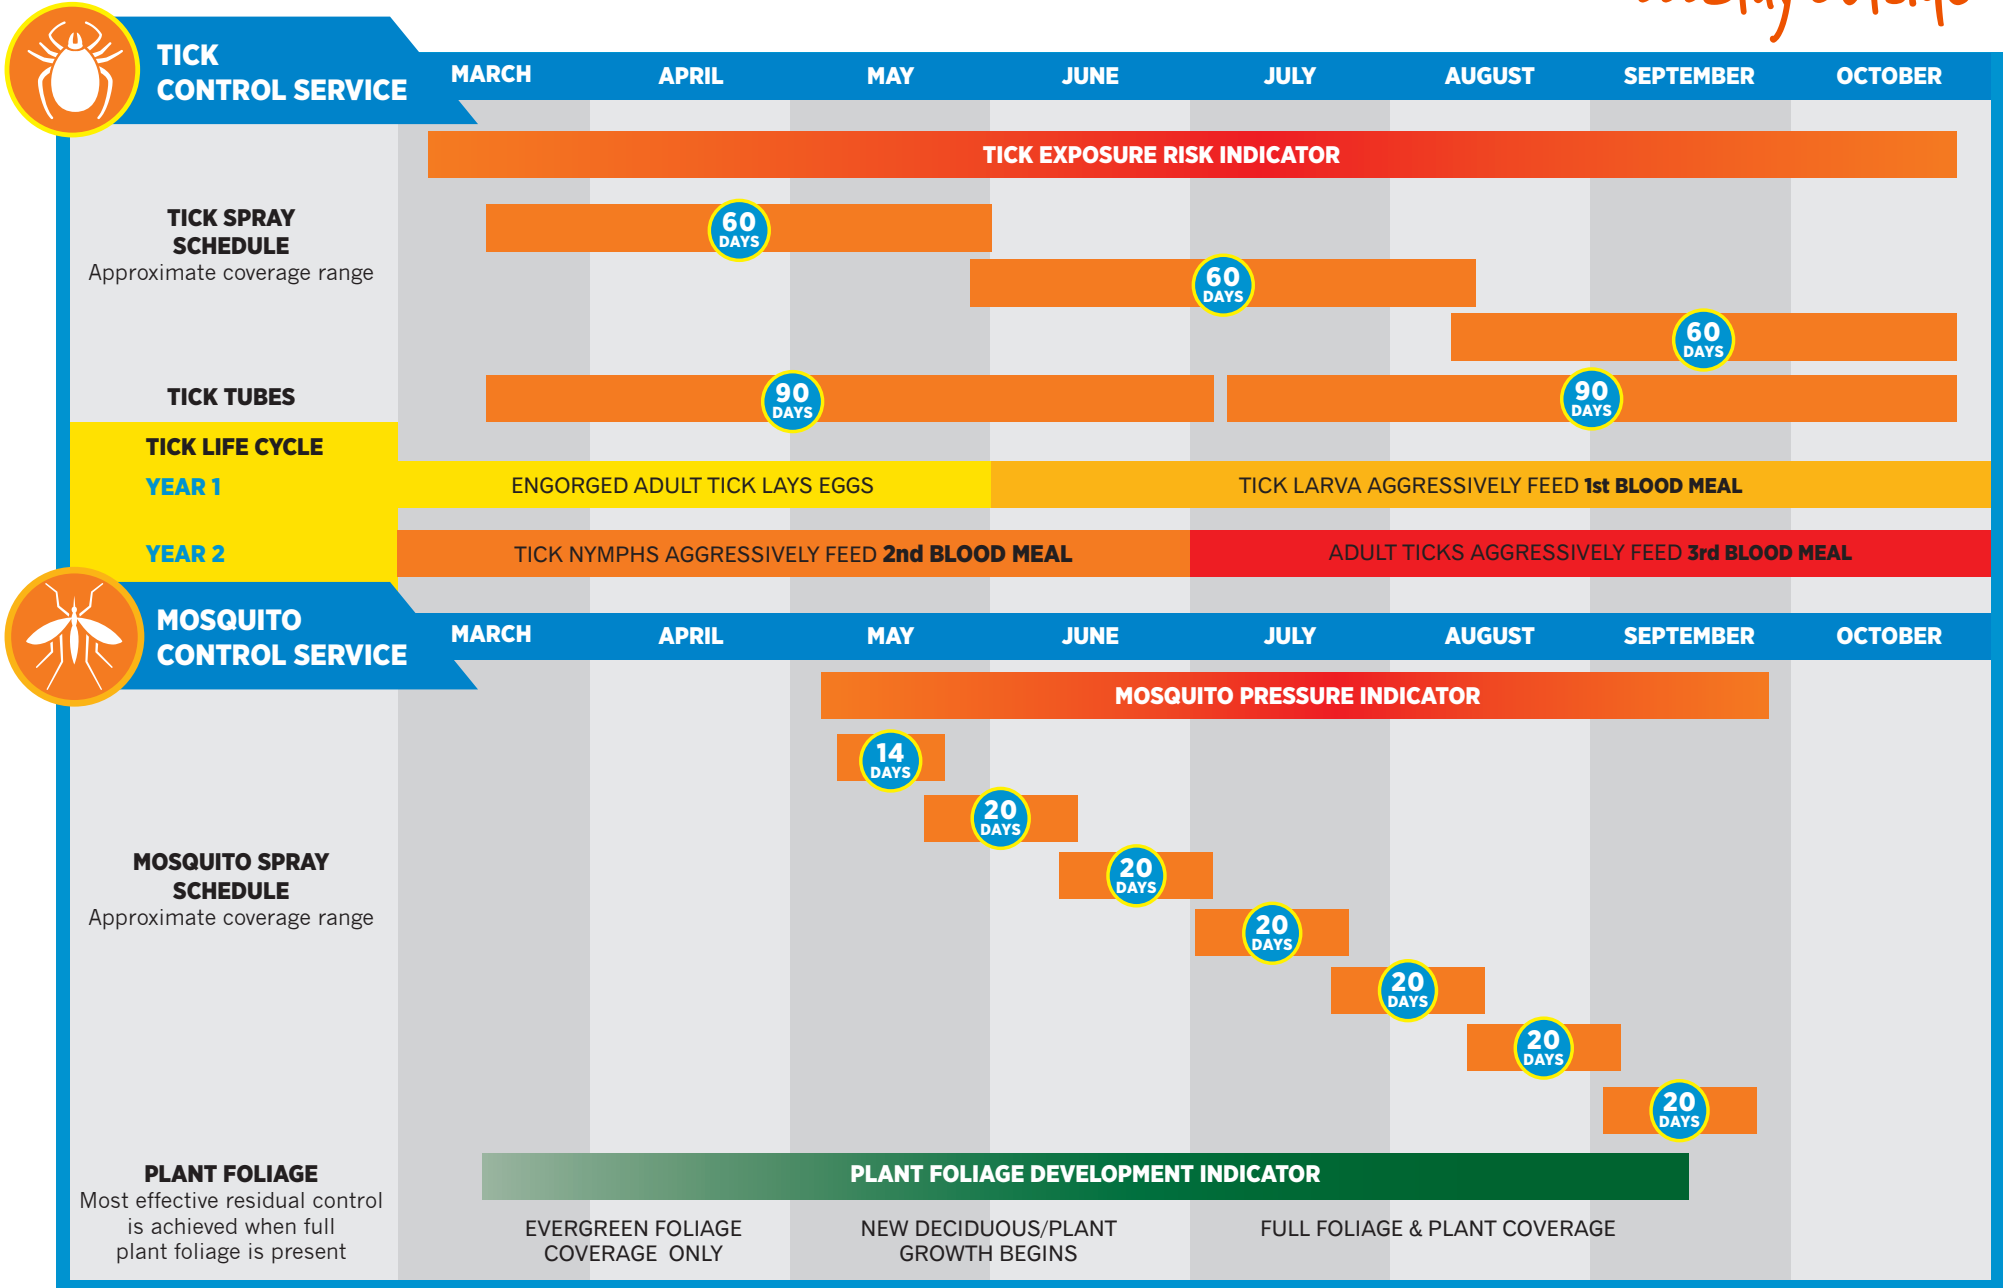 TICK
CONTROL SERVICE
MARCH APRIL MAY JUNE JULY AUGUST SEPTEMBER OCTOBER
TICK EXPOSURE RISK INDICATOR
TICK SPRAY
SCHEDULE
Approximate coverage range
60
DAYS
60
DAYS
60
DAYS
TICK TUBES
90
DAYS
90
DAYS
TICK LIFE CYCLE
YEAR 1
ENGORGED ADULT TICK LAYS EGGS
TICK LARVA AGGRESSIVELY FEED 1st BLOOD MEAL
YEAR 2
TICK NYMPHS AGGRESSIVELY FEED 2nd BLOOD MEAL
ADULT TICKS AGGRESSIVELY FEED 3rd BLOOD MEAL
MOSQUITO
CONTROL SERVICE
MARCH APRIL MAY JUNE JULY AUGUST SEPTEMBER OCTOBER
MOSQUITO PRESSURE INDICATOR
14
DAYS
20
DAYS
MOSQUITO SPRAY
SCHEDULE
Approximate coverage range
20
DAYS
20
DAYS
20
DAYS
20
DAYS
20
DAYS
PLANT FOLIAGE
Most effective residual control
is achieved when full
plant foliage is present
PLANT FOLIAGE DEVELOPMENT INDICATOR
EVERGREEN FOLIAGE
COVERAGE ONLY
NEW DECIDUOUS/PLANT
GROWTH BEGINS
FULL FOLIAGE & PLANT COVERAGE